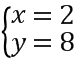 x = 2
y = 8